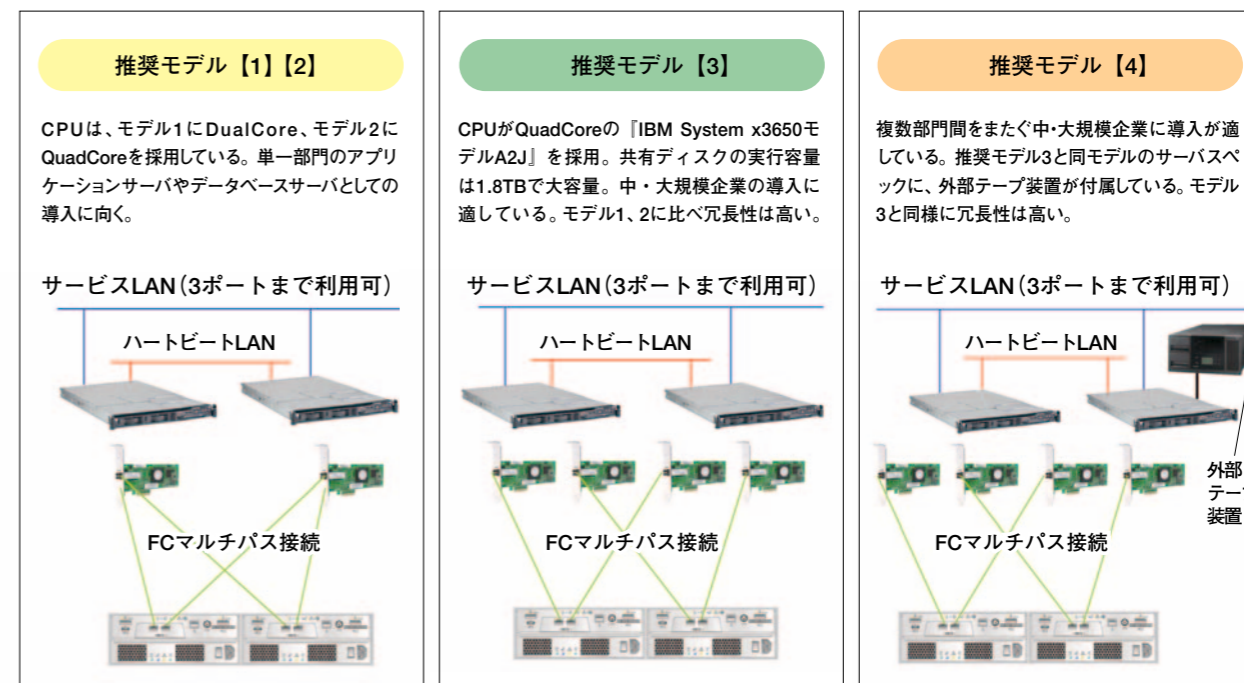 推奨モデル【1】【2】
CPUは、モデル1にDualCore、モデル2に
QuadCoreを採用している。単一部門のアプリ
ケーションサーバやデータベースサーバとしての
導入に向く。
サービスLAN(3ポートまで利用可)
ハートビートLAN
FCマルチパス接続
推奨モデル【3】
CPUがQuadCoreの『IBM System x3650モ
デルA2J』を採用。共有ディスクの実行容量
は1.8TBで大容量。中・大規模企業の導入に
適している。モデル1、2に比べ冗長性は高い。
サービスLAN(3ポートまで利用可)
ハートビートLAN
FCマルチパス接続
推奨モデル【4】
複数部門間をまたぐ中・大規模企業に導入が適
している。推奨モデル3と同モデルのサーバスペ
ックに、外部テープ装置が付属している。モデル
3と同様に冗長性は高い。
サービスLAN(3ポートまで利用可)
ハートビートLAN
外部
テープ
装置
FCマルチパス接続